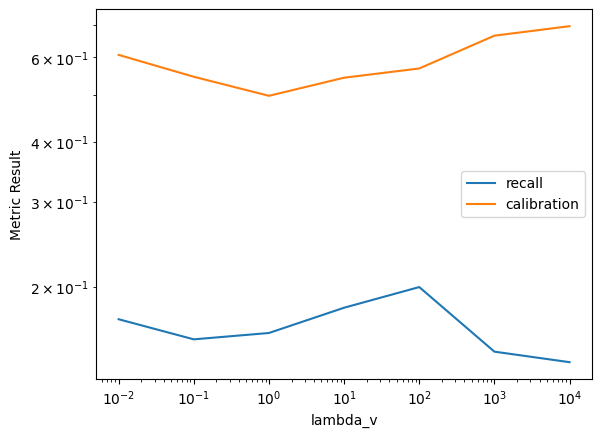 6 × 10⁻¹
4 × 10⁻¹
3 × 10⁻¹
2 × 10⁻¹
Metric Result
recall
calibration
10⁻²
10⁻¹
10⁰
10¹
10²
10³
10⁴
lambda_v